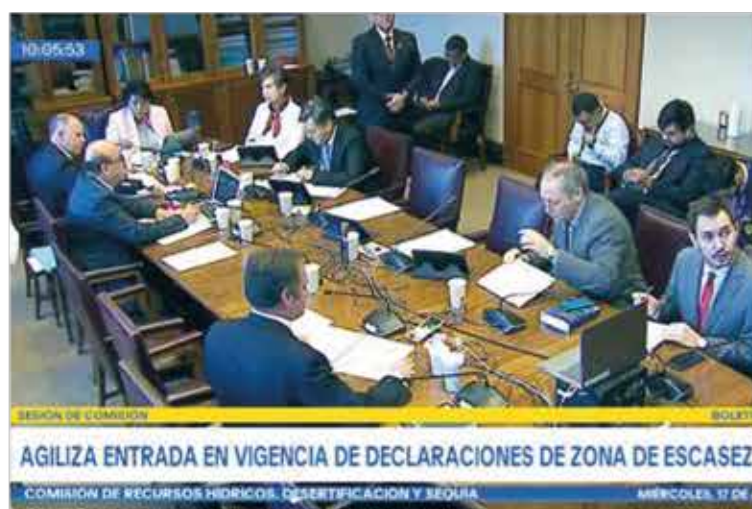 10:05:53
SESIÓN DE COMISIÓN BOLET
AGILIZA ENTRADA EN VIGENCIA DE DECLARACIONES DE ZONA DE ESCASEZ
COMISIÓN DE RECURSOS HÍDRICOS, DESERTIFICACIÓN Y SEQUÍA MIÉRCOLES, 17 DE